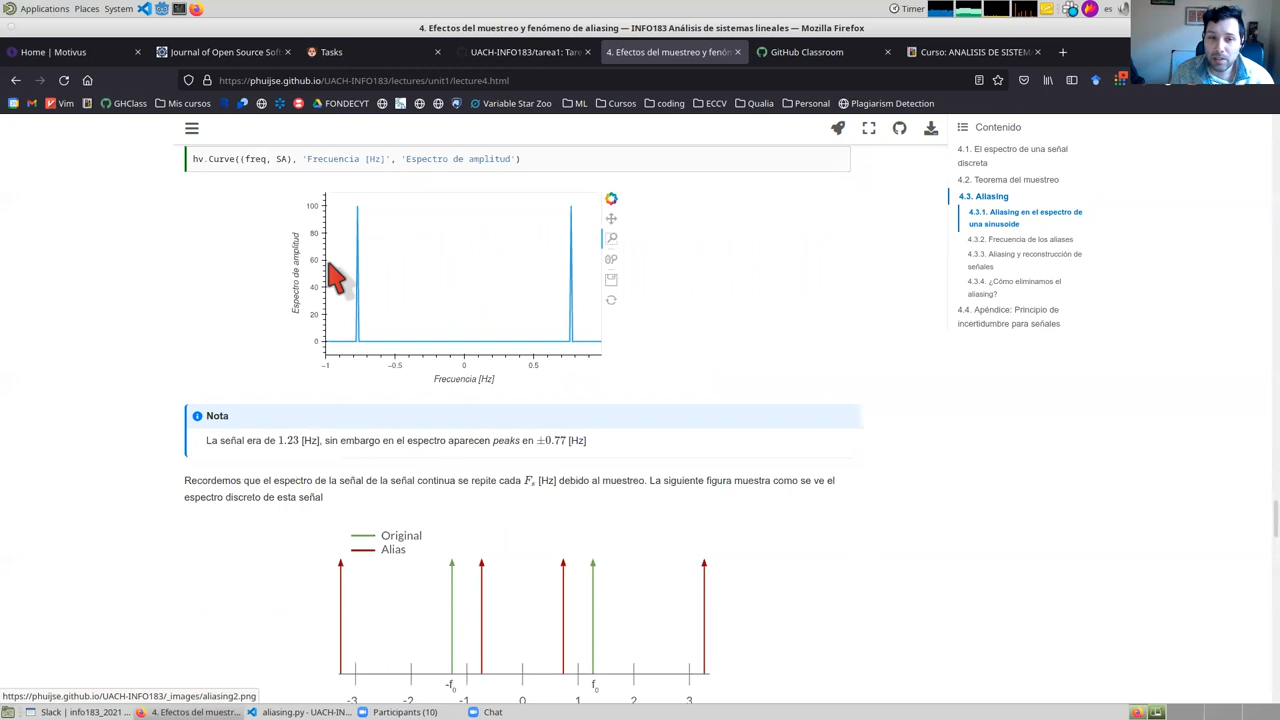 Applications Places System
Timer
4. Efectos del muestreo y fenómeno de aliasing — INFO183 Análisis de sistemas lineales — Mozilla Firefox
Home | Motivus
Journal of Open Source So
Tasks
UACH-INFO183/area1: Tare
4. Efectos del muestreo y fenó
GitHub Classroom
Curso: ANALISIS DE SISTEM
https://phuijse.github.io/UACH-INFO183/lectures/unit1/lecture4.html
Vim
GHClass
Mis cursos
FONDECYT
Variable Star Zoo
ML
Cursos
coding
ECCV
Qualia
Personal
Plagiarism Detection
hv.Curve((freq, SA), 'Frecuencia [Hz]', 'Espectro de amplitud')
100
80
60
40
20
0
−1
−0.5
0
0.5
Frecuencia [Hz]
Nota
La señal era de 1.23 [Hz], sin embargo en el espectro aparecen peaks en ±0.77 [Hz]
Recordemos que el espectro de la señal de la señal continua se repite cada Fs [Hz] debido al muestreo. La siguiente figura muestra como se ve el
espectro discreto de esta señal
Original
Alias
-f0
f0
-3
-2
0
2
3
Contenido
4.1. El espectro de una señal
discreta
4.2. Teorema del muestreo
4.3. Aliasing
4.3.1. Aliasing en el espectro de
una sinusoide
4.3.2. Frecuencia de los aliases
4.3.3. Aliasing y reconstrucción de
señales
4.3.4. ¿Cómo eliminamos el
aliasing?
4.4. Apéndice: Principio de
incertidumbre para señales
https://phuijse.github.io/UACH-INFO183/_images/aliasing2.png
Slack | info183_2021
4. Efectos del muestr...
aliasing.py - UACH-IN...
Participants (10)
Chat